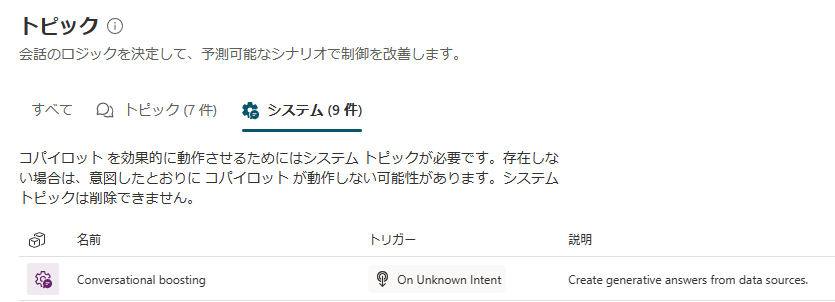 トピック
会話のロジックを決定して、予測可能なシナリオで制御を改善します。
すべて トピック (7 件) システム (9 件)
コパイロット を効果的に動作させるためにはシステム トピックが必要です。存在しな
い場合は、意図したとおりに コパイロット が動作しない可能性があります。システム
トピックは削除できません。
名前 トリガー 説明
Conversational boosting On Unknown Intent Create generative answers from data sources.